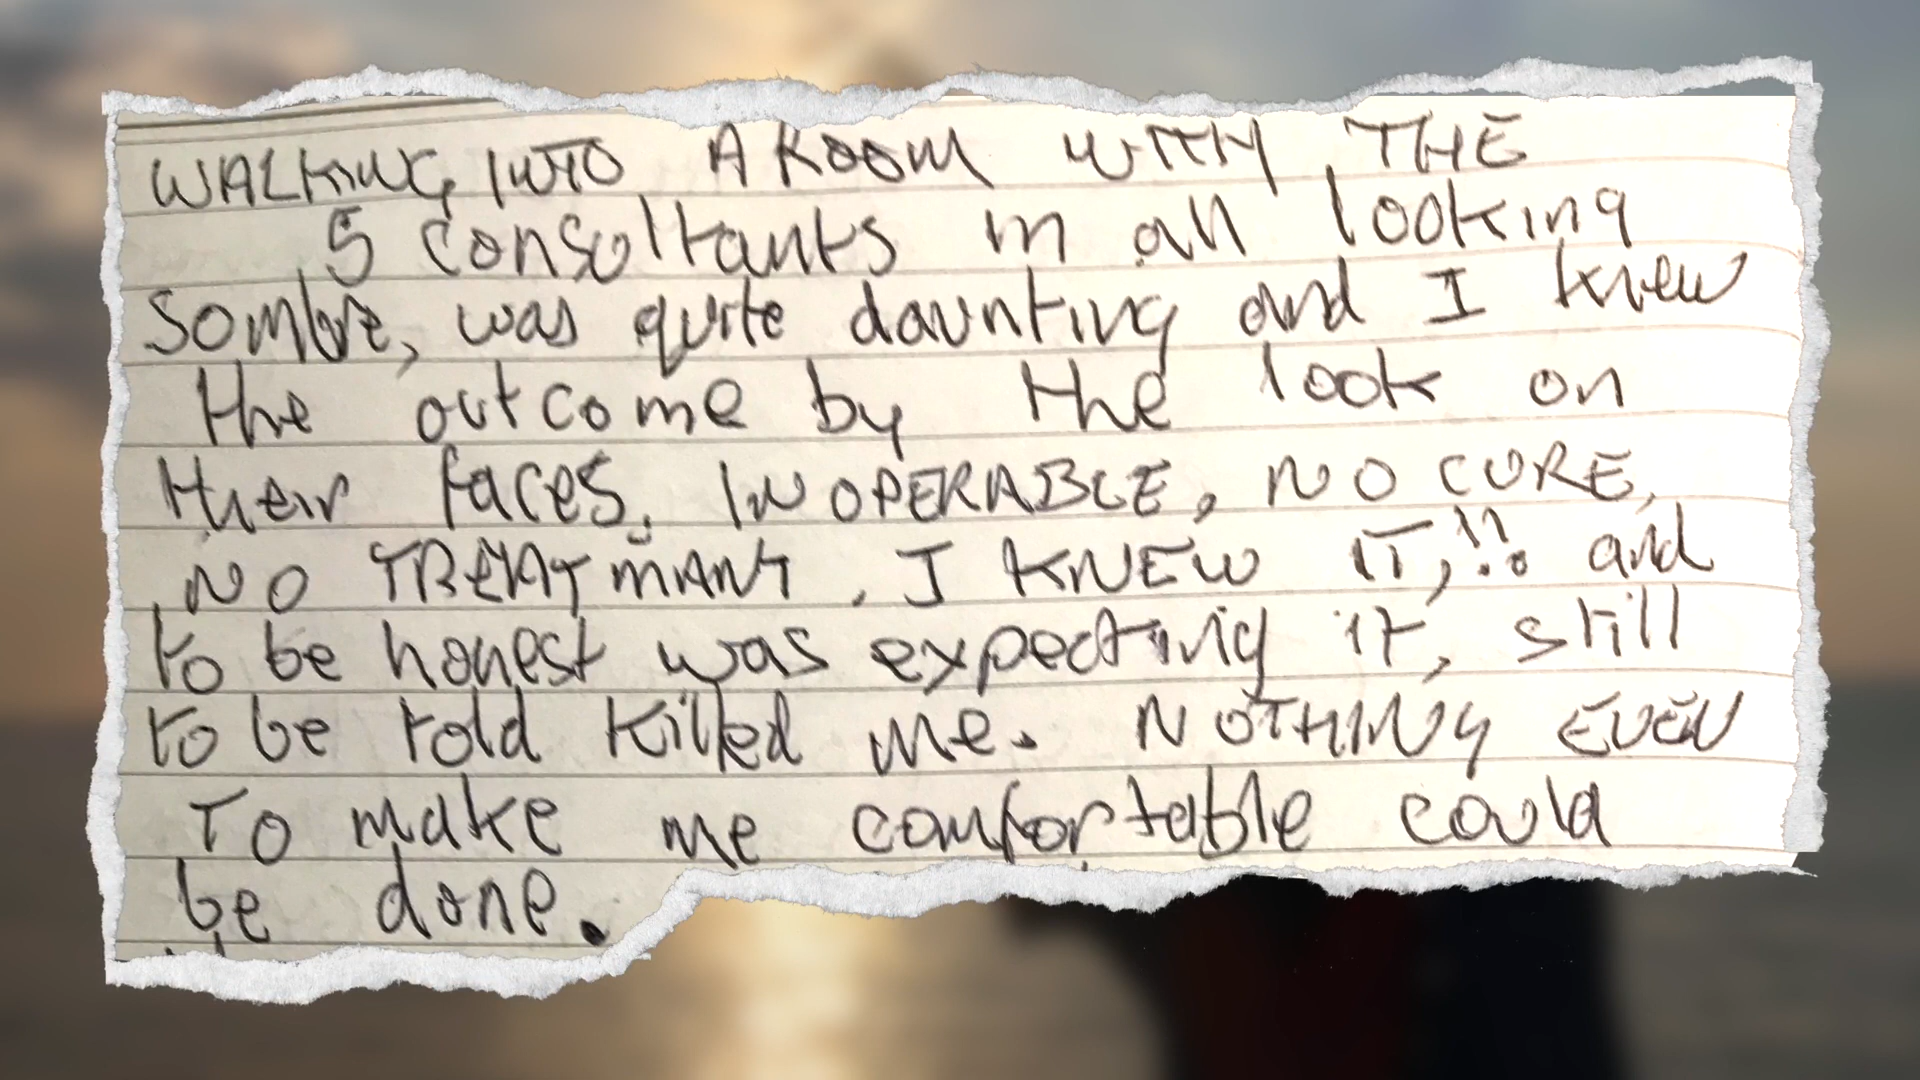 WALKING INTO A ROOM WITH THE
5 consultants in all looking
sombre, was quite daunting and I knew
the outcome by the look on
their faces. INOPERABLE, NO CURE,
NO TREATMANT, I KNEW IT,!! and
to be honest was expecting it, still
to be told killed me. NOTHING EVEN
TO make me comfortable could
be done.